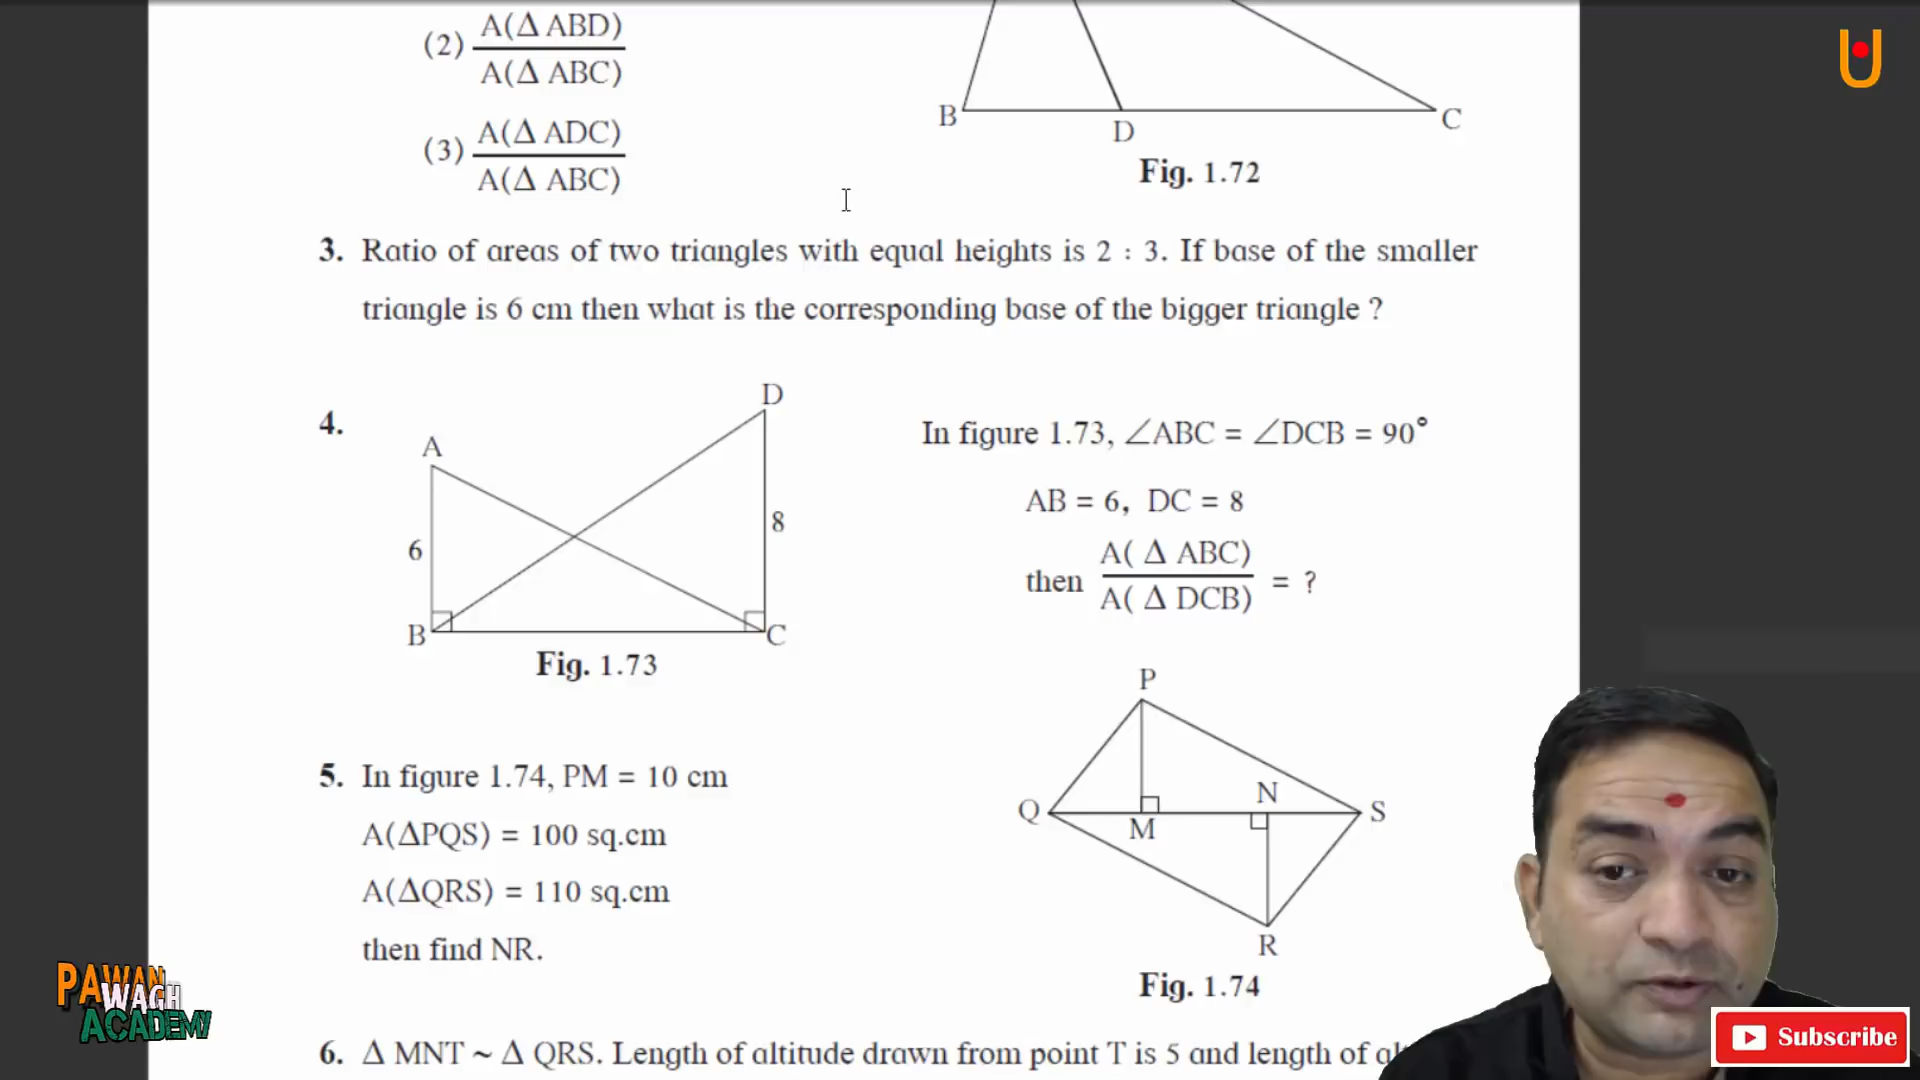 (2) A(Δ ABD)
A(Δ ABC)
(3) A(Δ ADC)
A(Δ ABC)
B
D
C
Fig. 1.72
3. Ratio of areas of two triangles with equal heights is 2 : 3. If base of the smaller
triangle is 6 cm then what is the corresponding base of the bigger triangle ?
4.
A
D
6
8
B
C
Fig. 1.73
In figure 1.73, ∠ABC = ∠DCB = 90°
AB = 6, DC = 8
then A( Δ ABC)
A( Δ DCB) = ?
5. In figure 1.74, PM = 10 cm
A(ΔPQS) = 100 sq.cm
A(ΔQRS) = 110 sq.cm
then find NR.
P
Q
M
N
S
R
Fig. 1.74
6. Δ MNT ~ Δ QRS. Length of altitude drawn from point T is 5 and length of
PAWAN
WAGH
ACADEMY
Subscribe